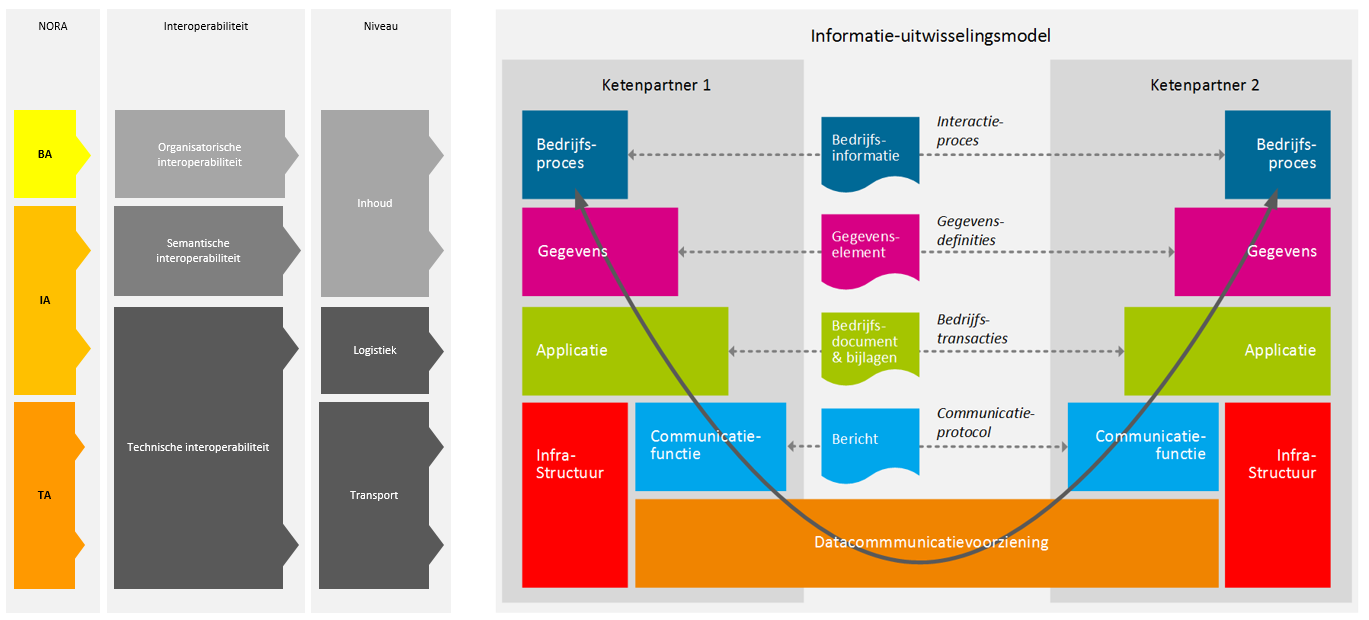 NORA
BA
IA
TA
Interoperabiliteit
Organisatorische
interoperabiliteit
Semantische
interoperabiliteit
Technische interoperabiliteit
Niveau
Inhoud
Logistiek
Transport
Informatie-uitwisselingsmodel
Ketenpartner 1
Ketenpartner 2
Bedrijfs-
proces
Bedrijfs-
informatie
Interactie-
proces
Bedrijfs-
proces
Gegevens
Gegevens-
element
Gegevens-
definities
Gegevens
Applicatie
Bedrijfs-
document
& bijlagen
Bedrijfs-
transacties
Applicatie
Infra-
Structuur
Communicatie-
functie
Bericht
Communicatie-
protocol
Communicatie-
functie
Infra-
Structuur
Datacommmunicatievoorziening